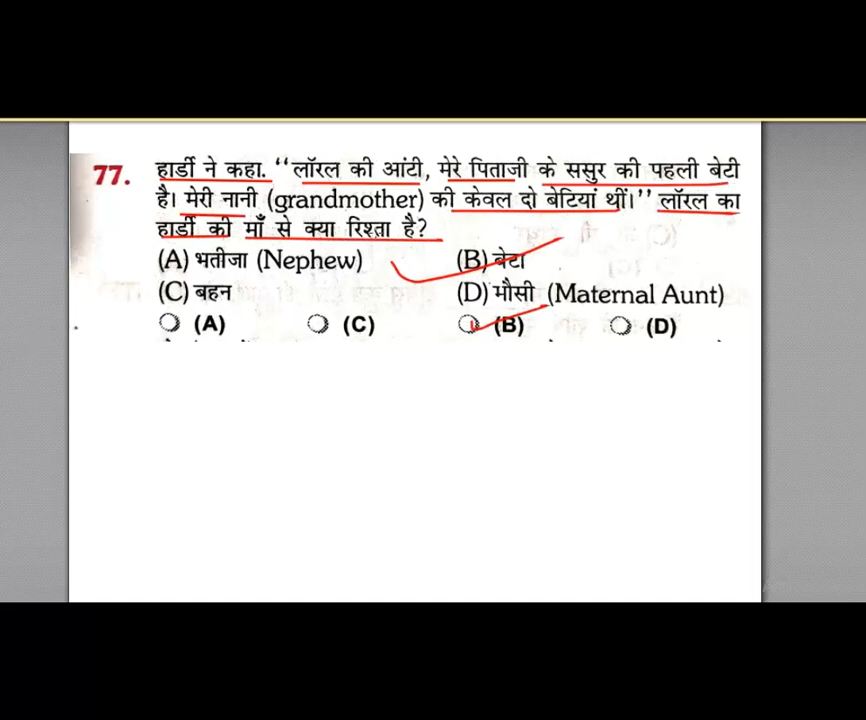 77. हार्डी ने कहा. “लॉरल की आंटी, मेरे पिताजी के ससुर की पहली बेटी
है। मेरी नानी (grandmother) की केवल दो बेटियां थीं।” लॉरल का
हार्डी की माँ से क्या रिश्ता है?
(A) भतीजा (Nephew) (B) बेटा
(C) बहन (D) मौसी (Maternal Aunt)
(A) (C) (B) (D)